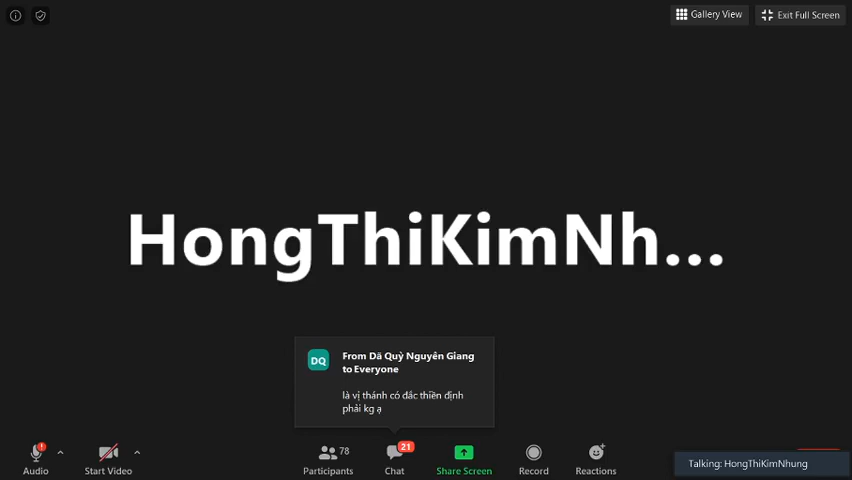 Gallery View
Exit Full Screen
HongThiKimNh...
DQ
From Dã Quỳ Nguyên Giang
to Everyone
là vị thánh có đắc thiền định
phải kg ạ
Audio
Start Video
78
Participants
21
Chat
Share Screen
Record
Reactions
Talking: HongThiKimNhung